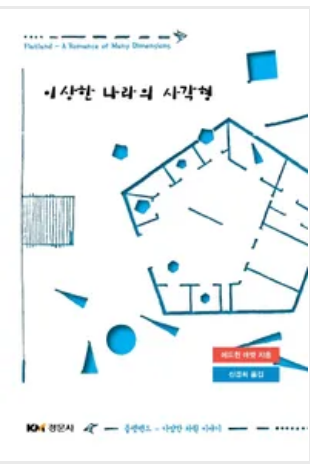 Flatland - A Romance of Many Dimensions
이상한 나라의 사각형
에드윈 애벗 지음
신경희 옮김
KM 경문사
플랫랜드 - 다양한 차원 이야기